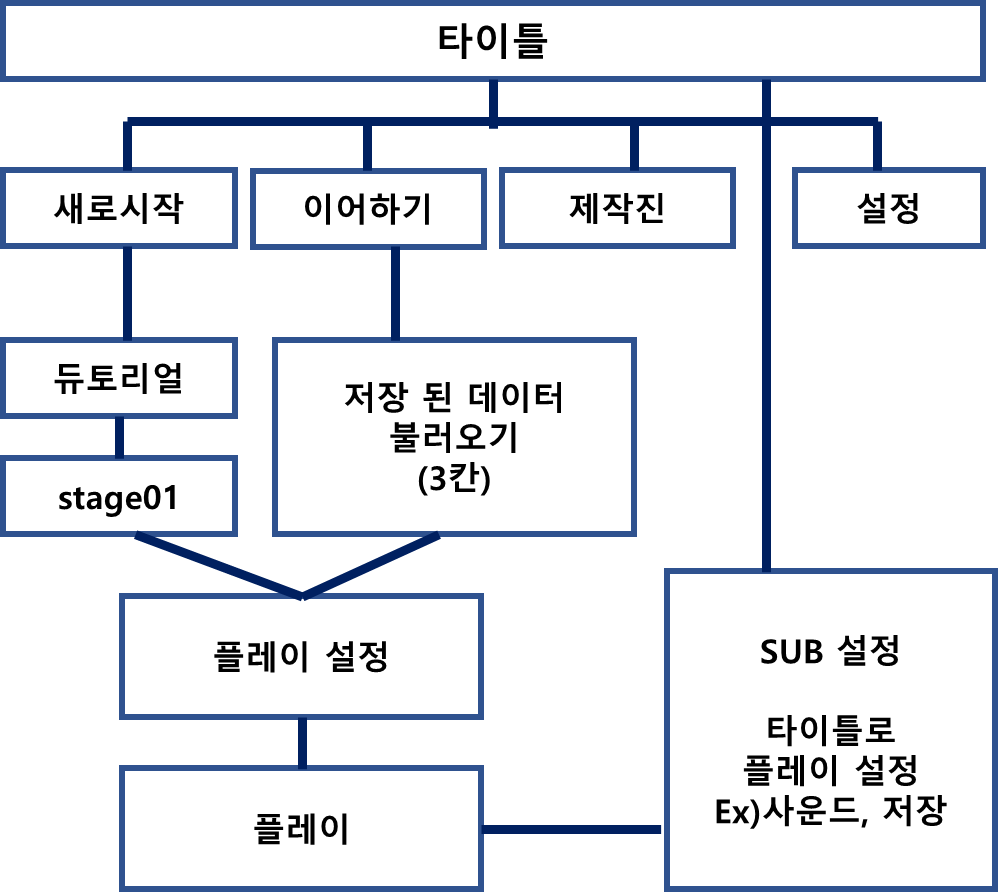 타이틀
새로시작
이어하기
제작진
설정
듀토리얼
저장 된 데이터
불러오기
(3칸)
stage01
플레이 설정
SUB 설정
타이틀로
플레이 설정
Ex)사운드, 저장
플레이